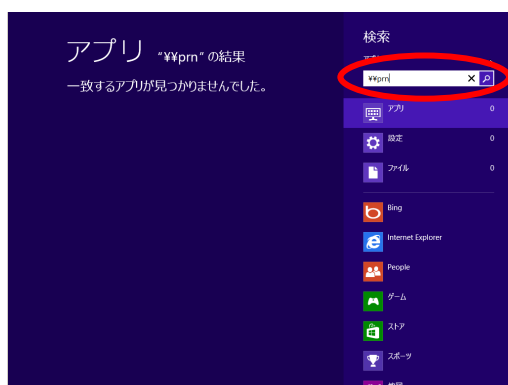 アプリ "¥¥prn" の結果
一致するアプリが見つかりませんでした。
検索
¥¥prn
アプリ 0
設定 0
ファイル 0
Bing
Internet Explorer
People
ゲーム
ストア
スポーツ